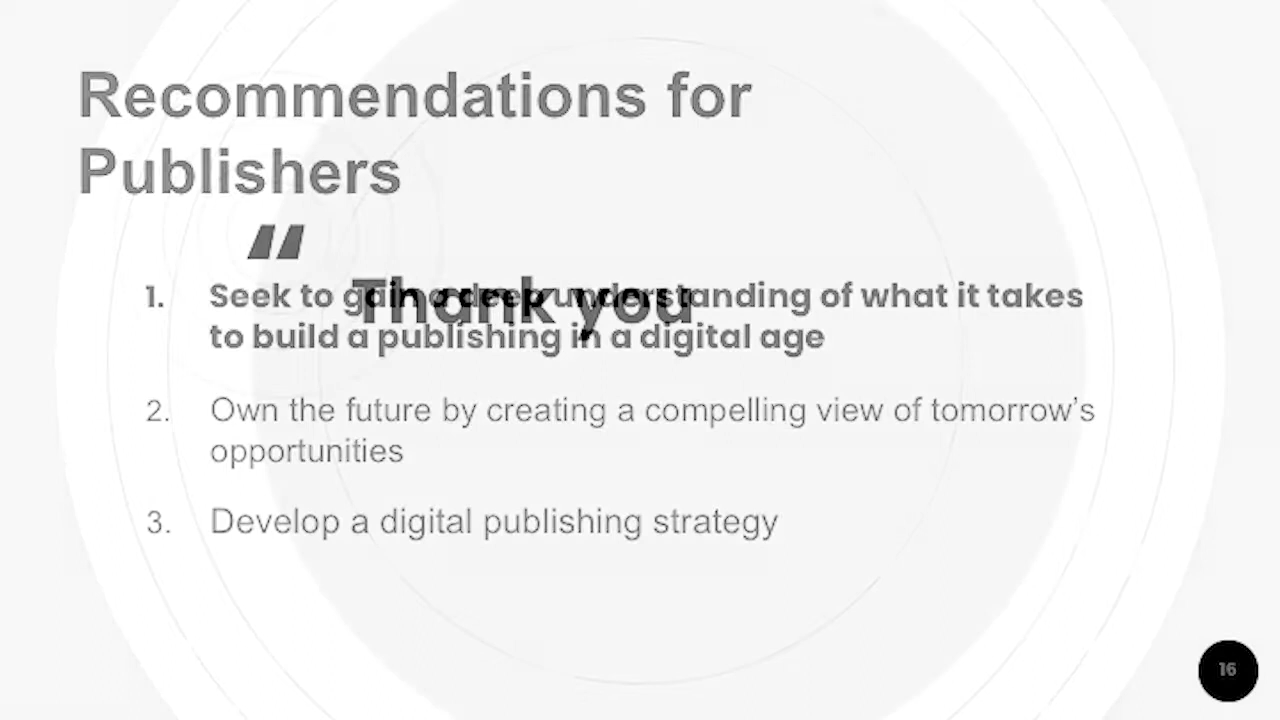 Recommendations for
Publishers
“
Thank you
1. Seek to gain a deep understanding of what it takes
to build a publishing in a digital age
2. Own the future by creating a compelling view of tomorrow’s
opportunities
3. Develop a digital publishing strategy
16